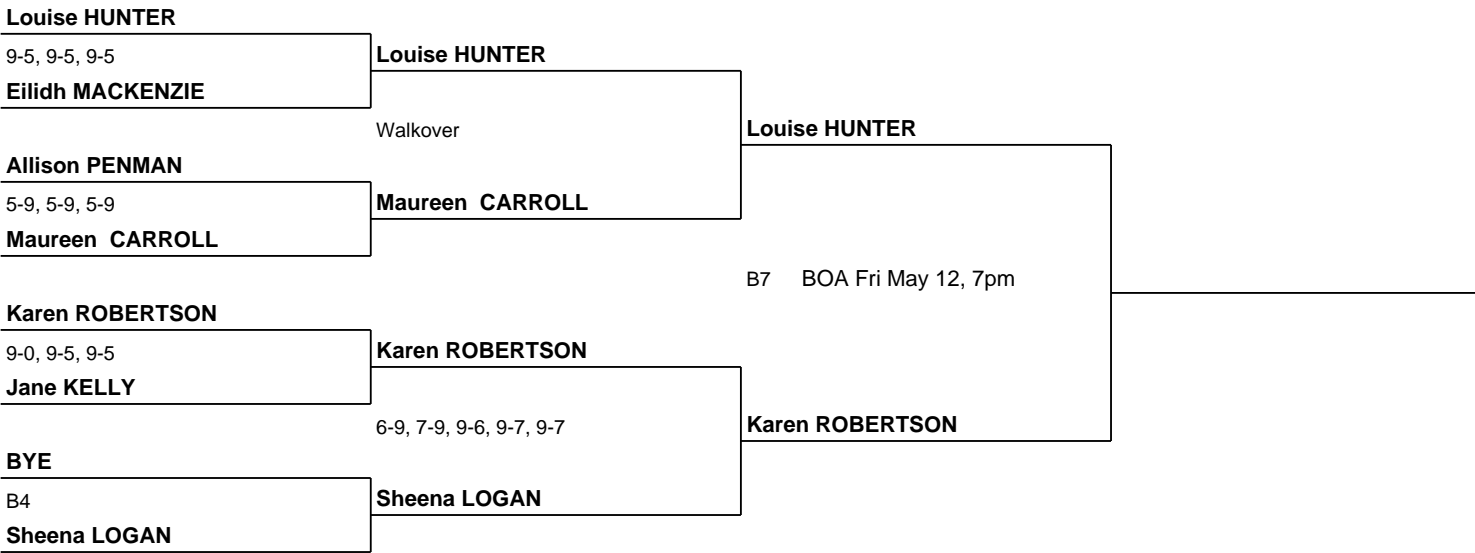 Louise HUNTER
9-5, 9-5, 9-5
Louise HUNTER
Eilidh MACKENZIE
Walkover
Louise HUNTER
Allison PENMAN
5-9, 5-9, 5-9
Maureen  CARROLL
Maureen  CARROLL
B7 BOA Fri May 12, 7pm
Karen ROBERTSON
9-0, 9-5, 9-5
Karen ROBERTSON
Jane KELLY
6-9, 7-9, 9-6, 9-7, 9-7
Karen ROBERTSON
BYE
B4
Sheena LOGAN
Sheena LOGAN